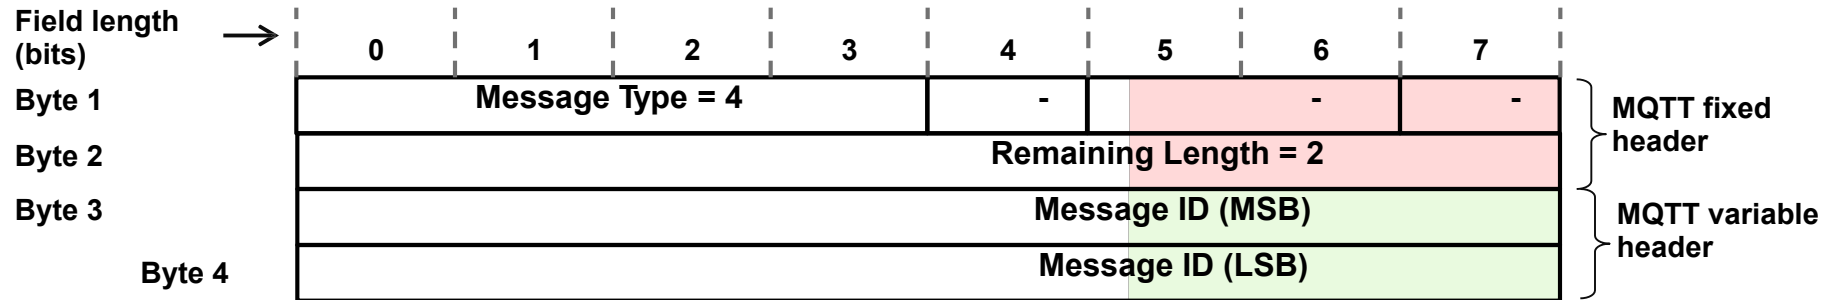 Field length
(bits)
0 1 2 3 4 5 6 7
Byte 1
Message Type = 4
-
-
-
MQTT fixed
header
Byte 2
Remaining Length = 2
Byte 3
Message ID (MSB)
MQTT variable
header
Byte 4
Message ID (LSB)